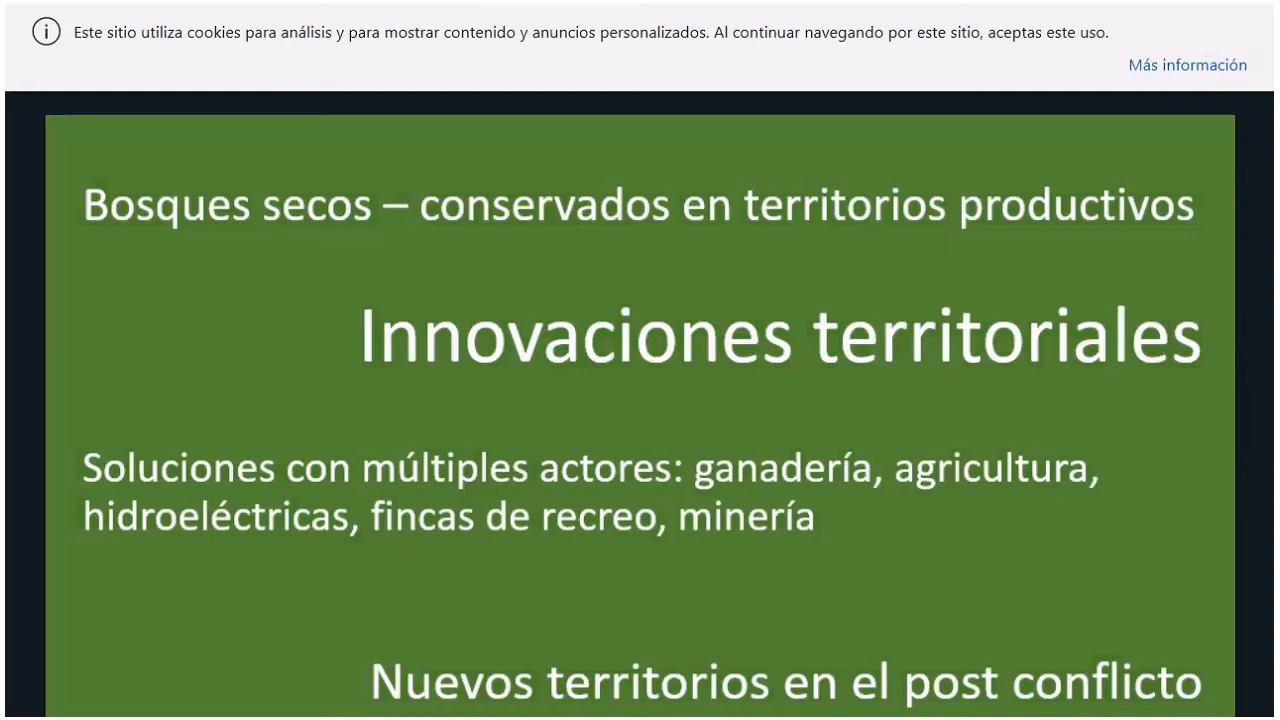 Este sitio utiliza cookies para análisis y para mostrar contenido y anuncios personalizados. Al continuar navegando por este sitio, aceptas este uso.
Más información
Bosques secos – conservados en territorios productivos
Innovaciones territoriales
Soluciones con múltiples actores: ganadería, agricultura,
hidroeléctricas, fincas de recreo, minería
Nuevos territorios en el post conflicto